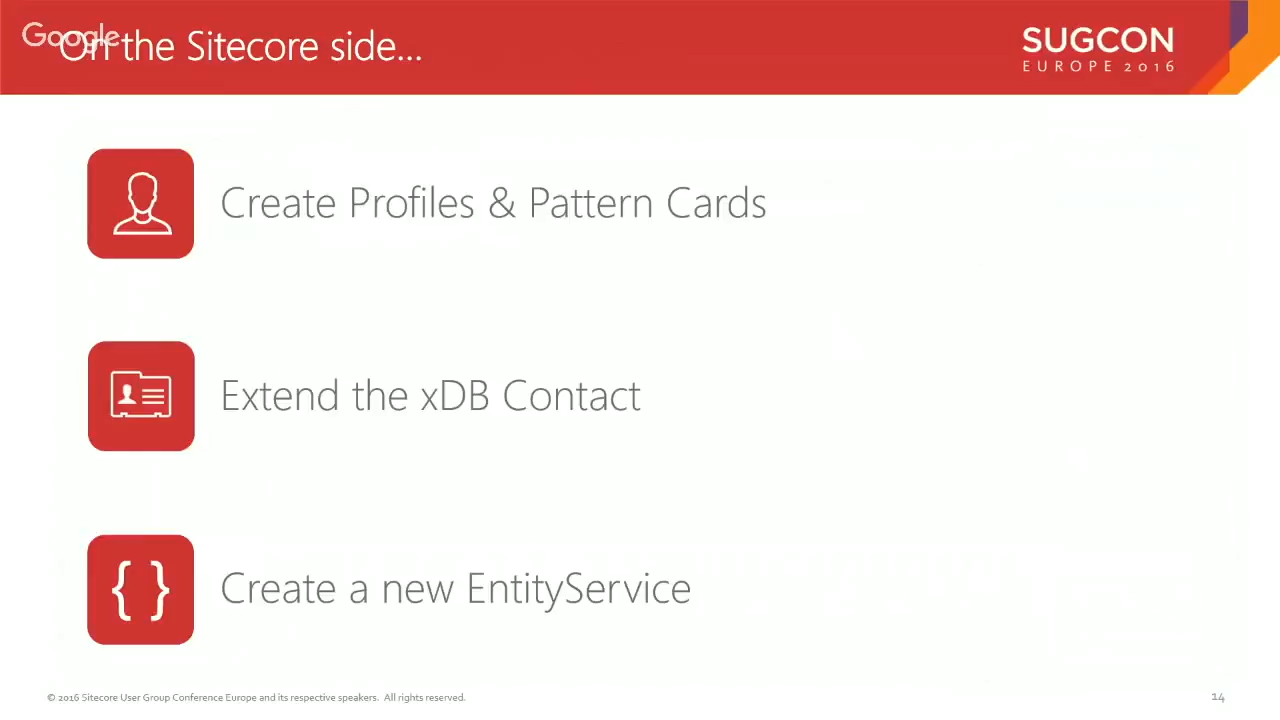 Google
On the Sitecore side...
SUGCON
EUROPE 2016
Create Profiles & Pattern Cards
Extend the xDB Contact
{ }
Create a new EntityService
© 2016 Sitecore User Group Conference Europe and its respective speakers. All rights reserved.
14